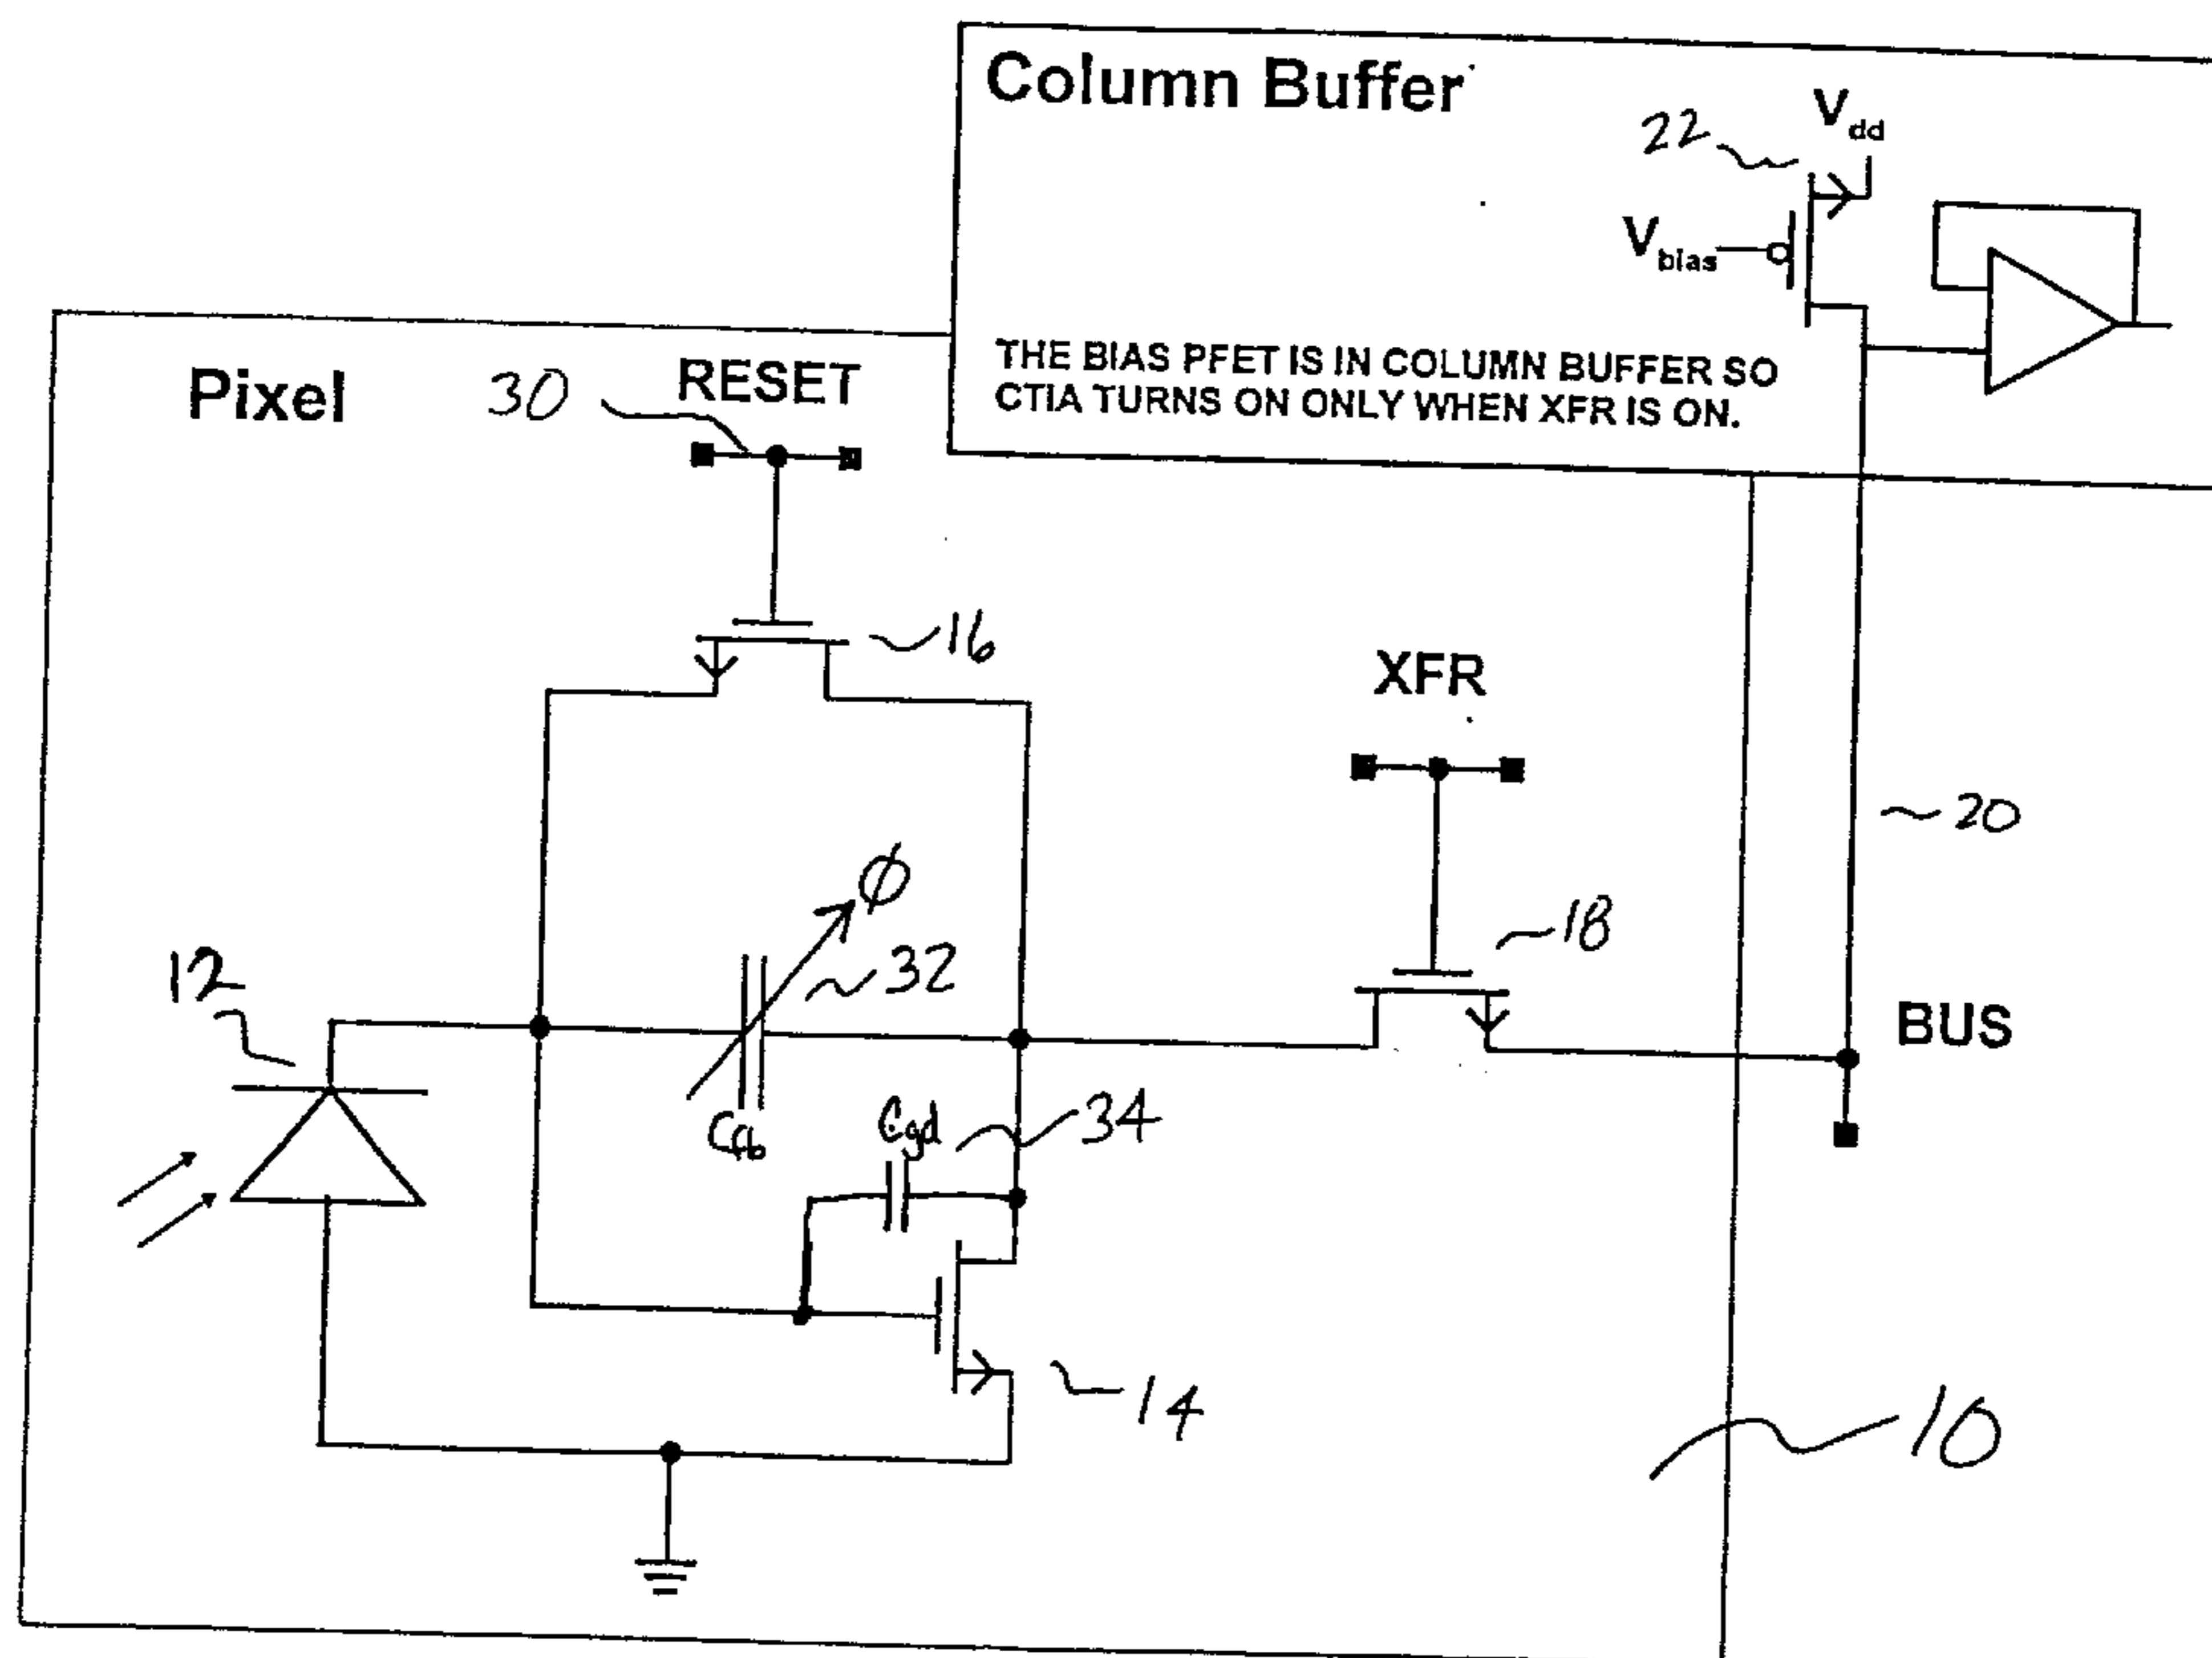 Column Buffer
22
Vdd
Vbias
THE BIAS PFET IS IN COLUMN BUFFER SO
CTIA TURNS ON ONLY WHEN XFR IS ON.
Pixel
30
RESET
16
XFR
20
ϕ
32
18
12
BUS
Cfb
Cgd
34
14
10